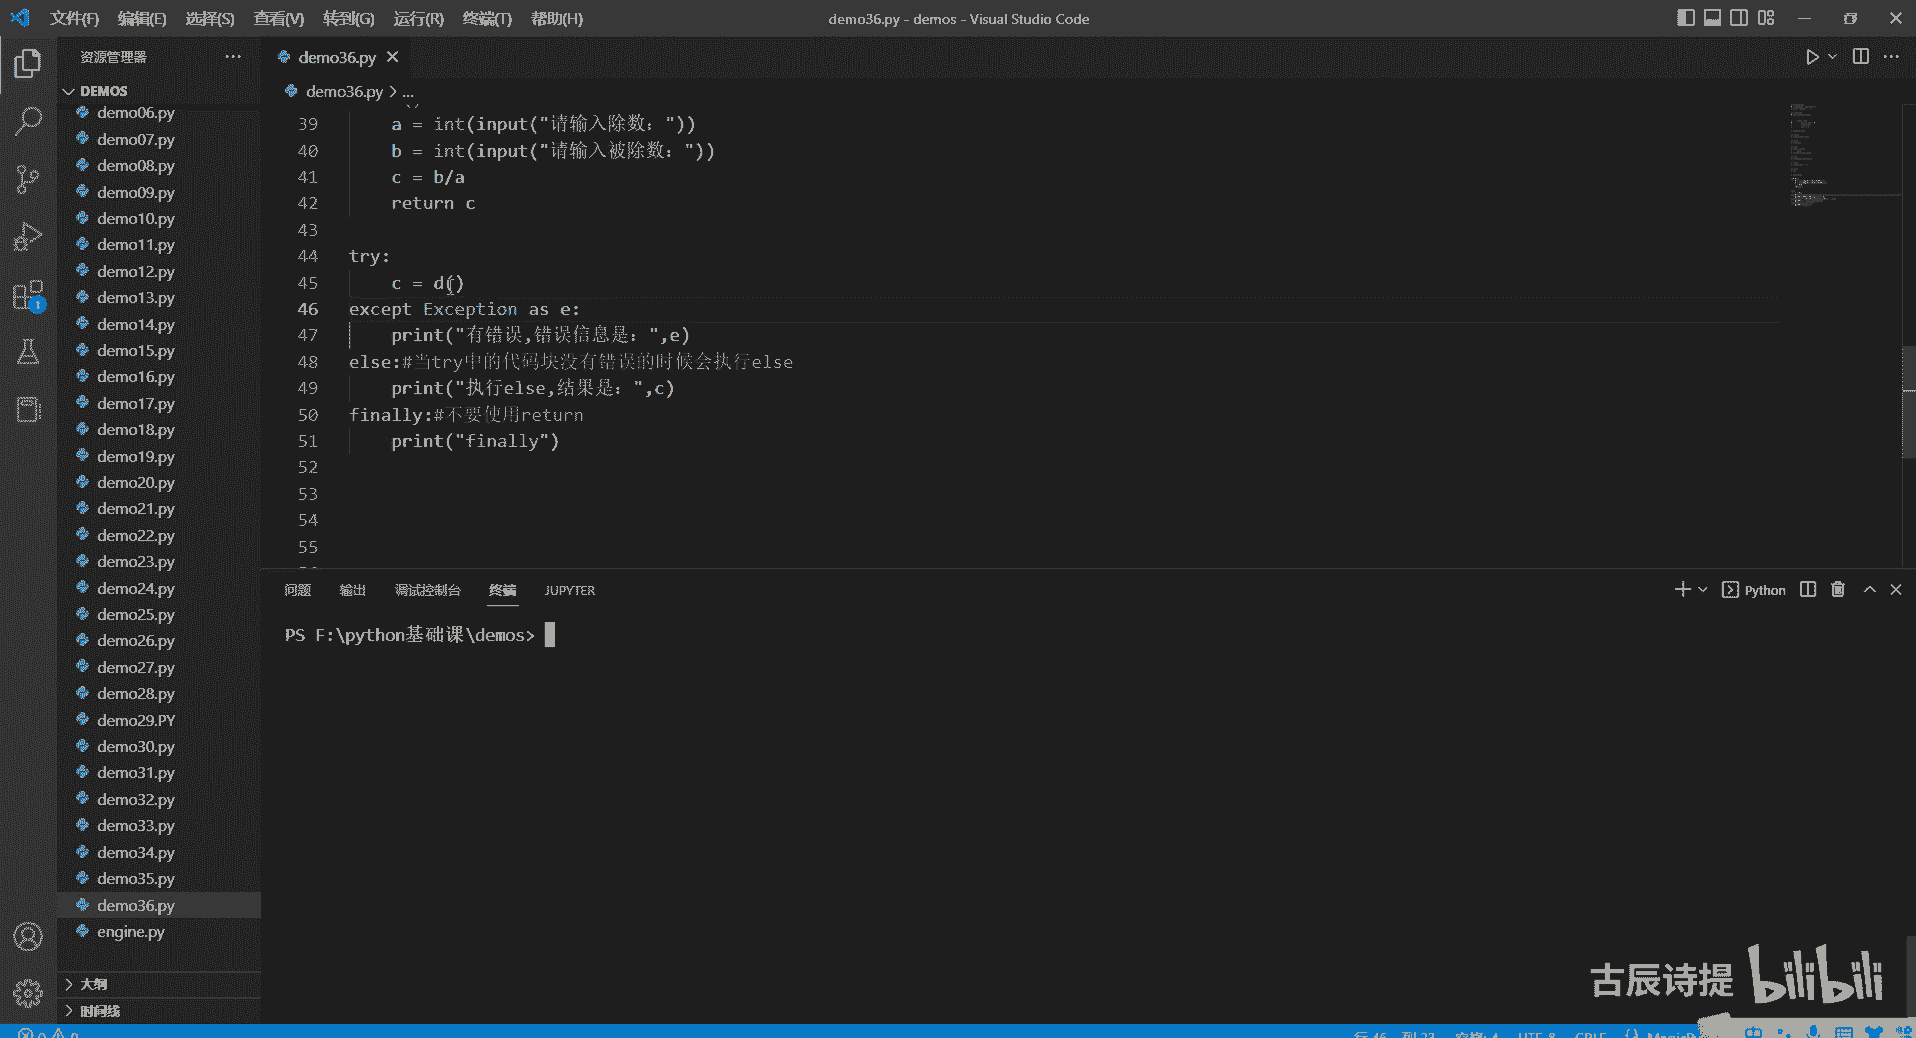 文件(F) 编辑(E) 选择(S) 查看(V) 转到(G) 运行(R) 终端(T) 帮助(H)
demo36.py - demos - Visual Studio Code
资源管理器
demo36.py
DEMOS
demo36.py > ...
demo06.py
demo07.py
demo08.py
demo09.py
demo10.py
demo11.py
demo12.py
demo13.py
demo14.py
demo15.py
demo16.py
demo17.py
demo18.py
demo19.py
demo20.py
demo21.py
demo22.py
demo23.py
demo24.py
demo25.py
demo26.py
demo27.py
demo28.py
demo29.PY
demo30.py
demo31.py
demo32.py
demo33.py
demo34.py
demo35.py
demo36.py
engine.py
大纲
时间线
1
39 a = int(input("请输入除数："))
40 b = int(input("请输入被除数："))
41 c = b/a
42 return c
43
44 try:
45 c = d()
46 except Exception as e:
47 print("有错误,错误信息是：",e)
48 else:#当try中的代码块没有错误的时候会执行else
49 print("执行else,结果是：",c)
50 finally:#不要使用return
51 print("finally")
52
53
54
55
问题 输出 调试控制台 终端 JUPYTER
Python
PS F:\python基础课\demos>
古辰诗提 bilibili